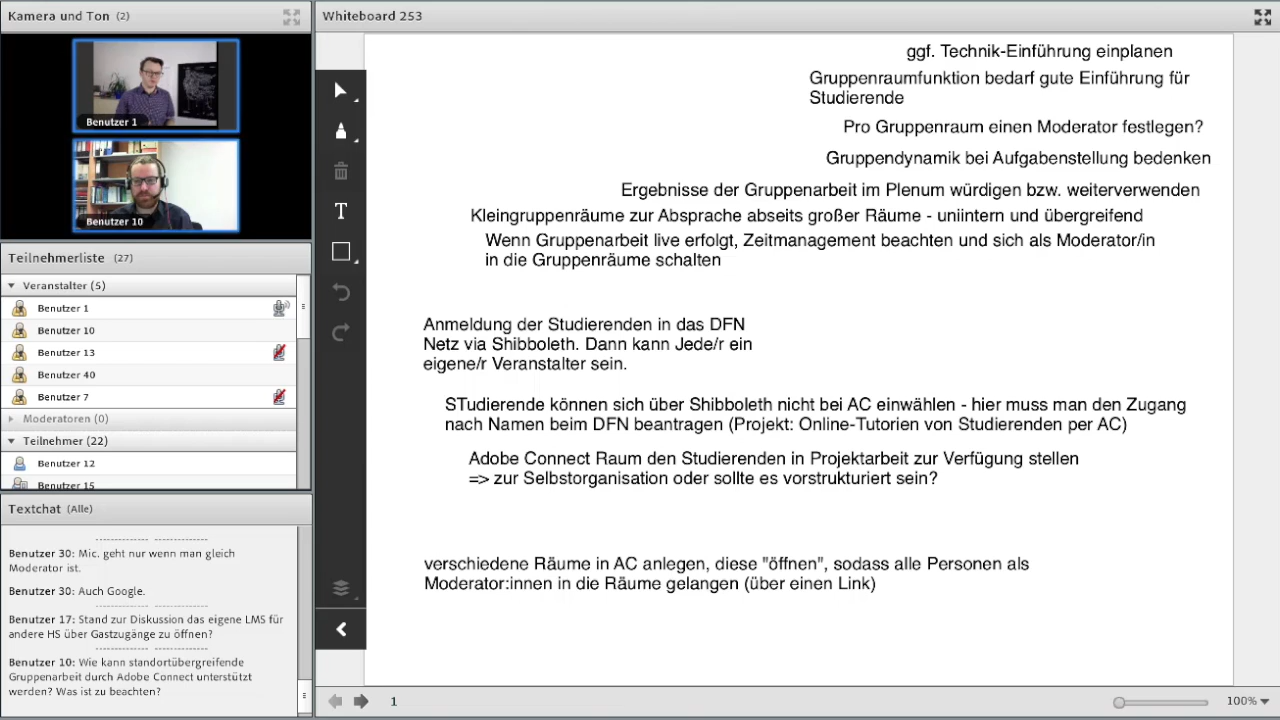 Kamera und Ton (2)
Benutzer 1
Benutzer 10
Teilnehmerliste (27)
Veranstalter (5)
Benutzer 1
Benutzer 10
Benutzer 13
Benutzer 40
Benutzer 7
Moderatoren (0)
Teilnehmer (22)
Benutzer 12
Benutzer 15
Textchat (Alle)
Benutzer 30: Mic. geht nur wenn man gleich
Moderator ist.
Benutzer 30: Auch Google.
Benutzer 17: Stand zur Diskussion das eigene LMS für
andere HS über Gastzugänge zu öffnen?
Benutzer 10: Wie kann standortübergreifende
Gruppenarbeit durch Adobe Connect unterstützt
werden? Was ist zu beachten?
Whiteboard 253
T
ggf. Technik-Einführung einplanen
Gruppenraumfunktion bedarf gute Einführung für
Studierende
Pro Gruppenraum einen Moderator festlegen?
Gruppendynamik bei Aufgabenstellung bedenken
Ergebnisse der Gruppenarbeit im Plenum würdigen bzw. weiterverwenden
Kleingruppenräume zur Absprache abseits großer Räume - uniintern und übergreifend
Wenn Gruppenarbeit live erfolgt, Zeitmanagement beachten und sich als Moderator/in
in die Gruppenräume schalten
Anmeldung der Studierenden in das DFN
Netz via Shibboleth. Dann kann Jede/r ein
eigene/r Veranstalter sein.
STudierende können sich über Shibboleth nicht bei AC einwählen - hier muss man den Zugang
nach Namen beim DFN beantragen (Projekt: Online-Tutorien von Studierenden per AC)
Adobe Connect Raum den Studierenden in Projektarbeit zur Verfügung stellen
=> zur Selbstorganisation oder sollte es vorstrukturiert sein?
verschiedene Räume in AC anlegen, diese "öffnen", sodass alle Personen als
Moderator:innen in die Räume gelangen (über einen Link)
1
100%